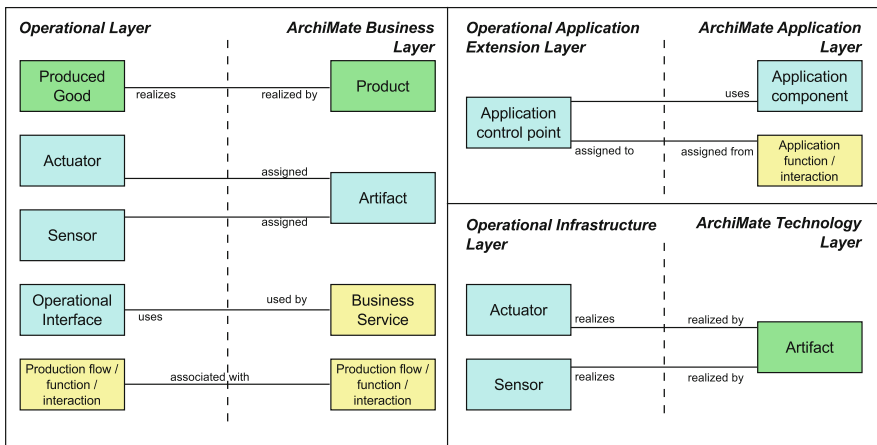 Operational Layer
ArchiMate Business
Layer
Produced
Good
realizes
realized by
Product
Actuator
assigned
Artifact
Sensor
assigned
Operational
Interface
uses
used by
Business
Service
Production flow /
function /
interaction
associated with
Production flow /
function /
interaction
Operational Application
Extension Layer
ArchiMate Application
Layer
Application
control point
uses
Application
component
assigned to
assigned from
Application
function /
interaction
Operational Infrastructure
Layer
ArchiMate Technology
Layer
Actuator
realizes
realized by
Artifact
Sensor
realizes
realized by